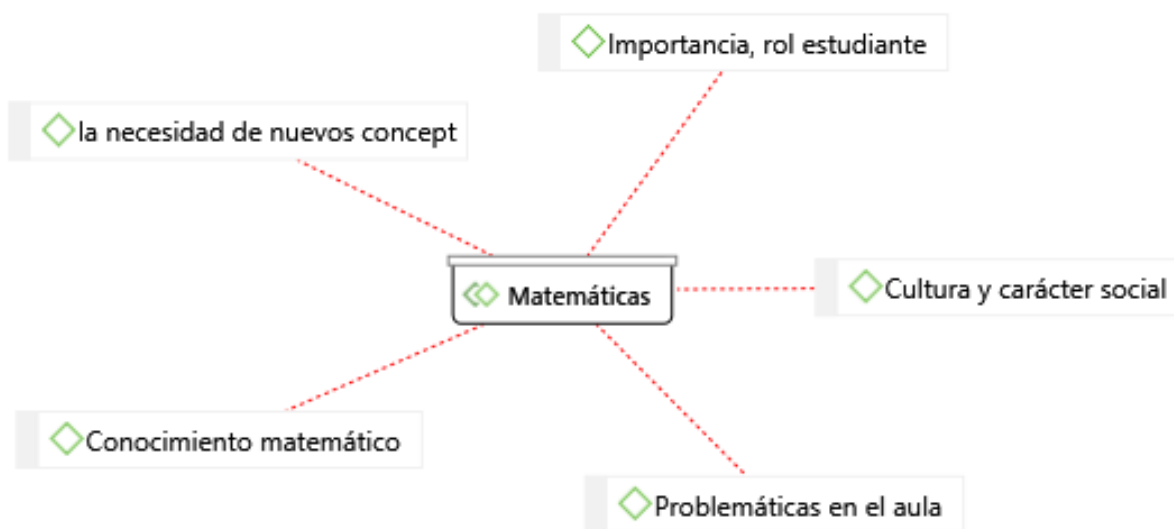 Importancia, rol estudiante
la necesidad de nuevos concept
Matemáticas
Cultura y carácter social
Conocimiento matemático
Problemáticas en el aula